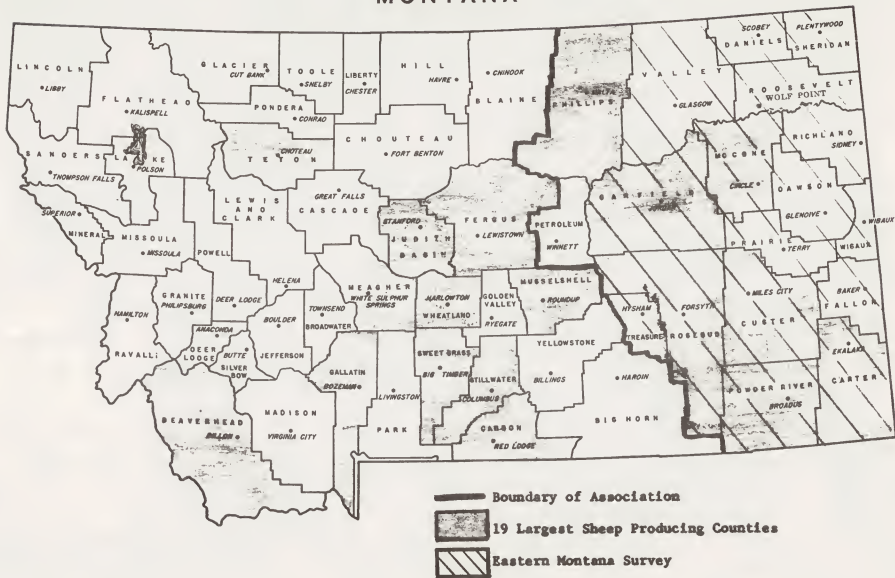 MONTANA
SCOBEY
DANIELS
PLENTYWOOD
SHERIDAN
LINCOLN
LIBBY
FLATHEAD
KALISPELL
GLACIER
CUT BANK
TOOLE
SHELBY
LIBERTY
CHESTER
HILL
HAVRE
CHINOOK
BLAINE
PHILLIPS
VALLEY
GLASGOW
ROOSEVELT
WOLF POINT
PONDERA
CONRAD
CHOUTEAU
FORT BENTON
TETON
CHOTEAU
SANDERS
THOMPSON FALLS
LAKE
POLSON
RICHLAND
SIDNEY
MCCONE
CIRCLE
DAWSON
GLENDIVE
WIBAUX
WIBAUX
GARFIELD
LEWIS
AND
CLARK
GREAT FALLS
CASCADE
STANFORD
JUDITH
BASIN
FERGUS
LEWISTOWN
PETROLEUM
WINNETT
PRAIRIE
TERRY
SUPERIOR
MINERAL
MISSOULA
MISSOULA
POWELL
HELENA
MEAGHER
WHITE SULPHUR
SPRINGS
HARLOWTON
WHEATLAND
GOLDEN
VALLEY
RYEGATE
MUSSELSHELL
ROUNDUP
HYSHAM
TREASURE
FORSYTH
ROSEBUD
MILES CITY
CUSTER
BAKER
FALLON
EKALAKA
CARTER
HAMILTON
RAVALLI
GRANITE
PHILIPSBURG
DEER LODGE
ANACONDA
DEER
LODGE
BUTTE
SILVER
BOW
BOULDER
JEFFERSON
TOWNSEND
BROADWATER
GALLATIN
BOZEMAN
LIVINGSTON
PARK
SWEET GRASS
BIG TIMBER
STILLWATER
COLUMBUS
YELLOWSTONE
BILLINGS
HARDIN
BIG HORN
POWDER RIVER
BROADUS
BEAVERHEAD
DILLON
MADISON
VIRGINIA CITY
CARBON
RED LODGE
Boundary of Association
19 Largest Sheep Producing Counties
Eastern Montana Survey